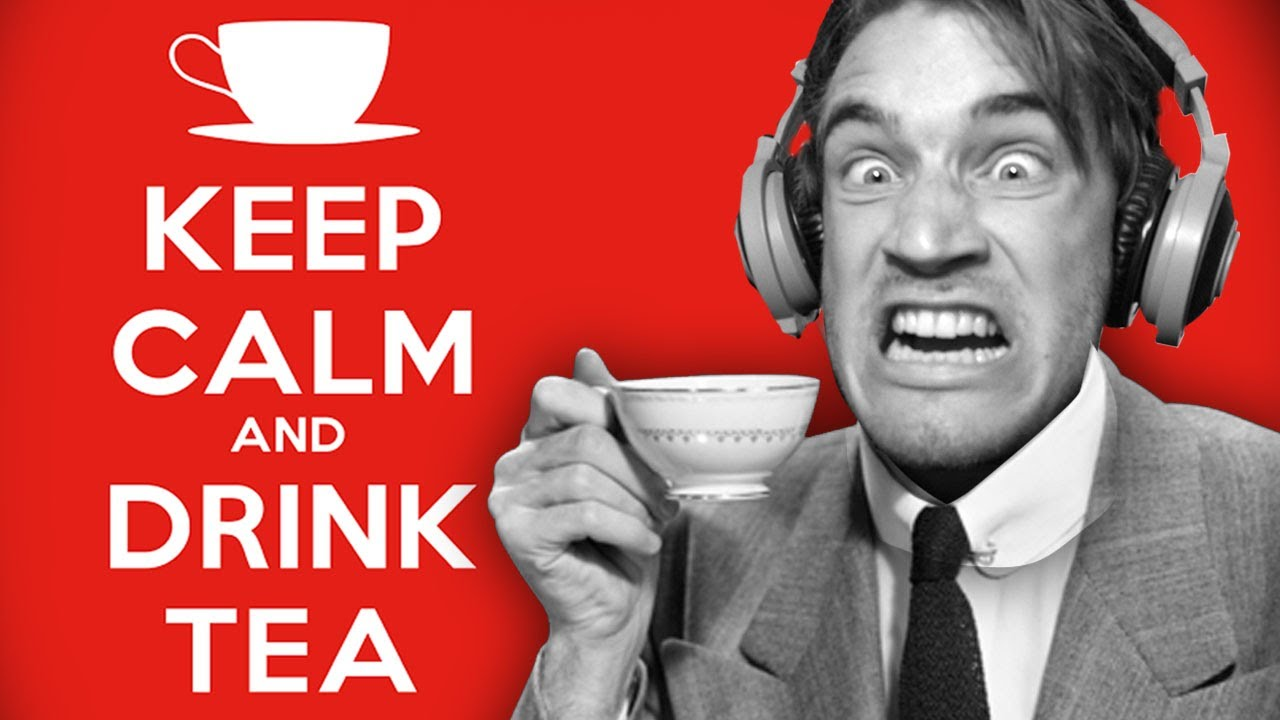 KEEP
CALM
AND
DRINK
TEA